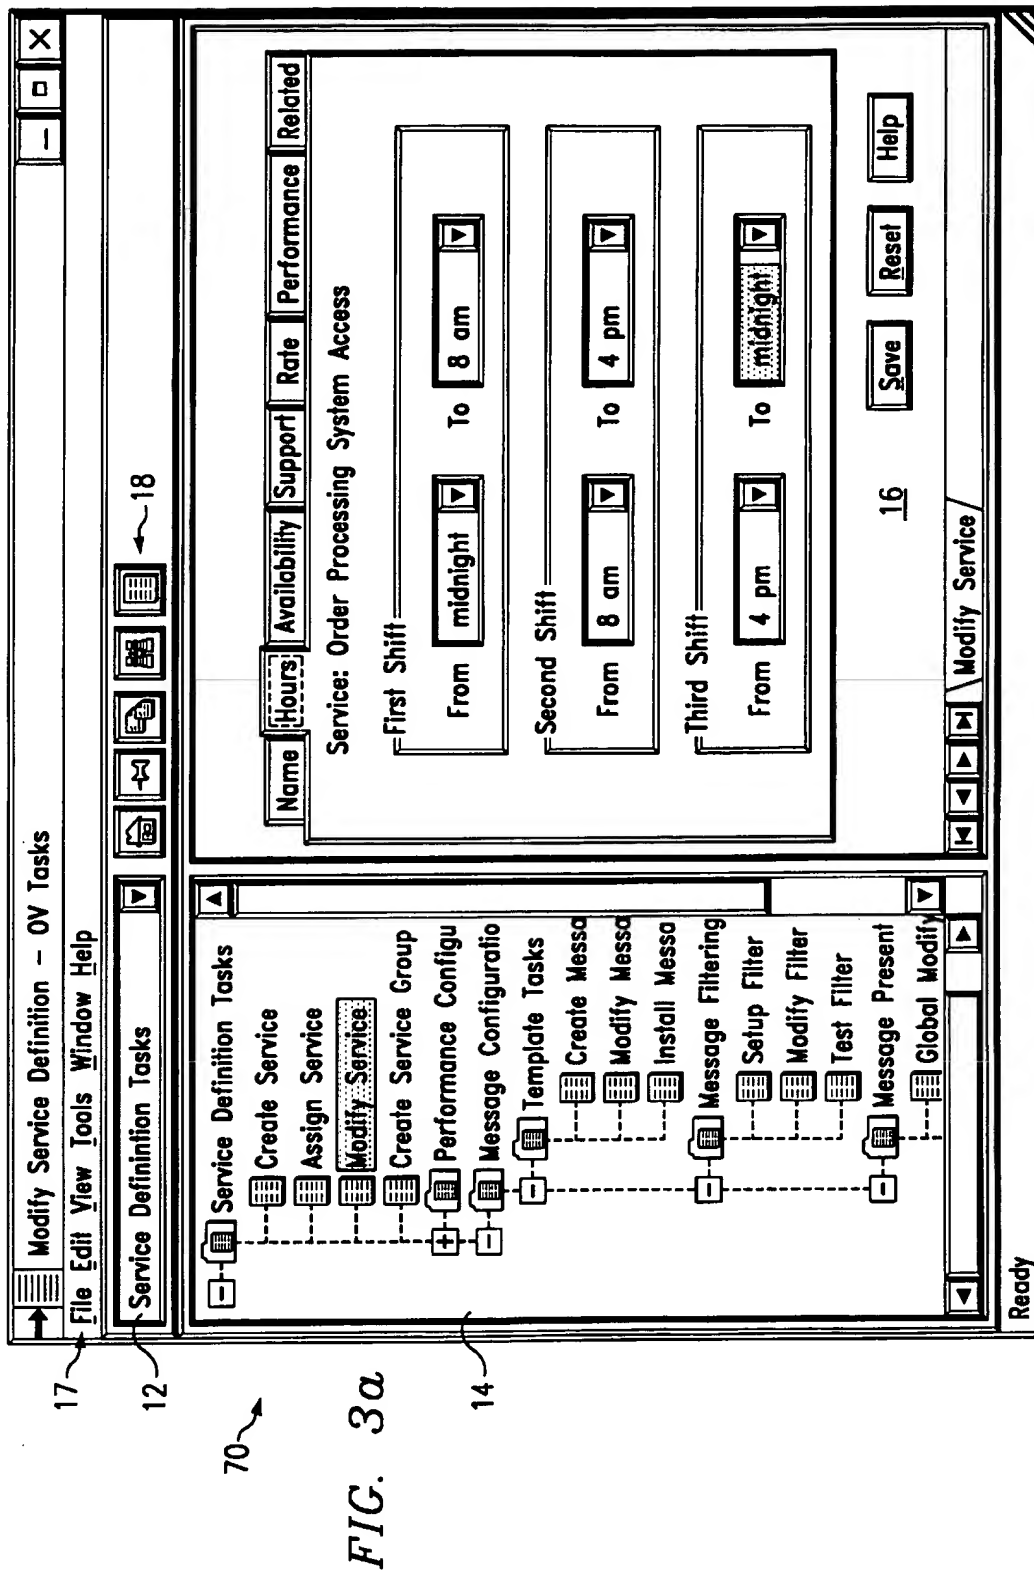 Modify Service Definition – OV Tasks
File Edit View Tools Window Help
17
Service Definintion Tasks
12
18
70
FIG. 3a
14
Service Definition Tasks
Create Service
Assign Service
Modify Service
Create Service Group
Performance Configu
Message Configuratio
Template Tasks
Create Messa
Modify Messa
Install Messa
Message Filtering
Setup Filter
Modify Filter
Test Filter
Message Present
Global Modify
Name Hours Availability Support Rate Performance Related
Service: Order Processing System Access
First Shift
From midnight To 8 am
Second Shift
From 8 am To 4 pm
Third Shift
From 4 pm To midnight
16
Save Reset Help
Modify Service
Ready